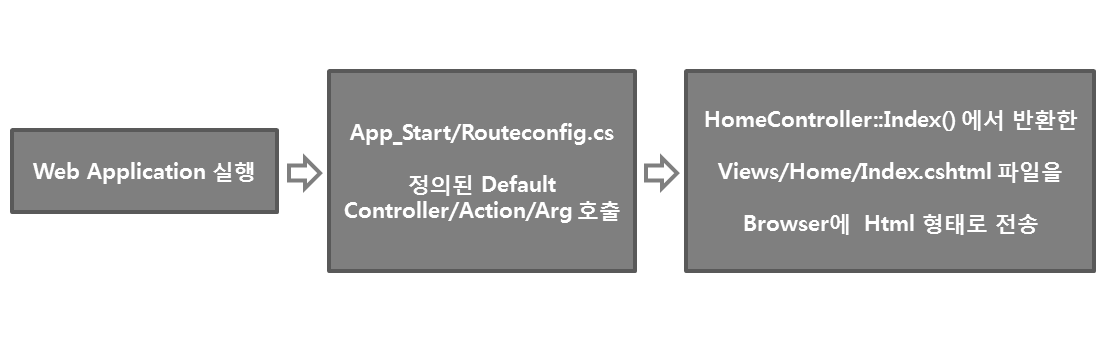 Web Application 실행
App_Start/Routeconfig.cs
정의된 Default
Controller/Action/Arg 호출
HomeController::Index() 에서 반환한
Views/Home/Index.cshtml 파일을
Browser에 Html 형태로 전송